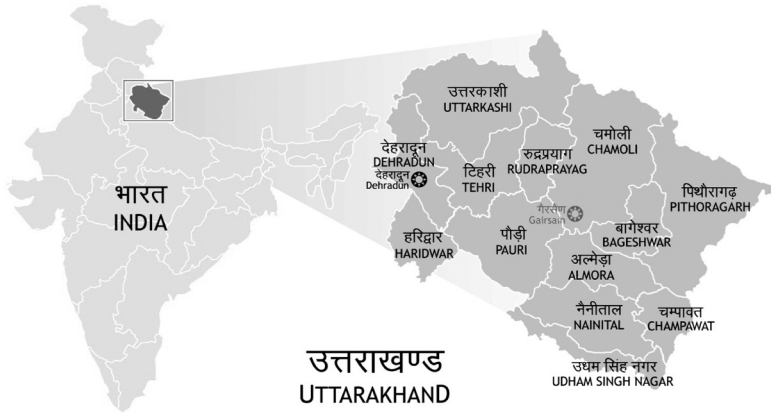 भारत
INDIA
उत्तराखण्ड
UTTARAKHAND
उत्तरकाशी
UTTARKASHI
चमोली
CHAMOLI
देहरादून
DEHRADUN
देहरादून
Dehradun
टिहरी
TEHRI
रुद्रप्रयाग
RUDRAPRAYAG
पिथौरागढ़
PITHORAGARH
गैरसैंण
Gairsain
हरिद्वार
HARIDWAR
पौड़ी
PAURI
बागेश्वर
BAGESHWAR
अल्मेड़ा
ALMORA
नैनीताल
NAINITAL
चम्पावत
CHAMPAWAT
उधम सिंह नगर
UDHAM SINGH NAGAR